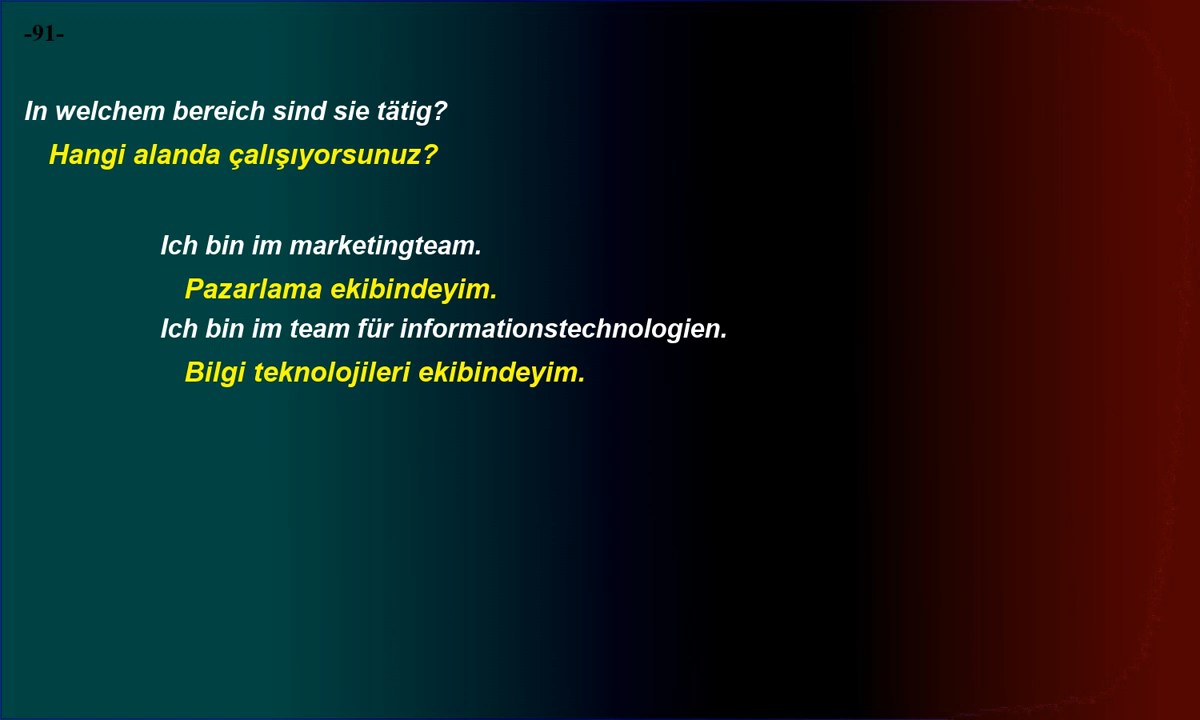 -91-
In welchem bereich sind sie tätig?
Hangi alanda çalışıyorsunuz?
Ich bin im marketingteam.
Pazarlama ekibindeyim.
Ich bin im team für informationstechnologien.
Bilgi teknolojileri ekibindeyim.